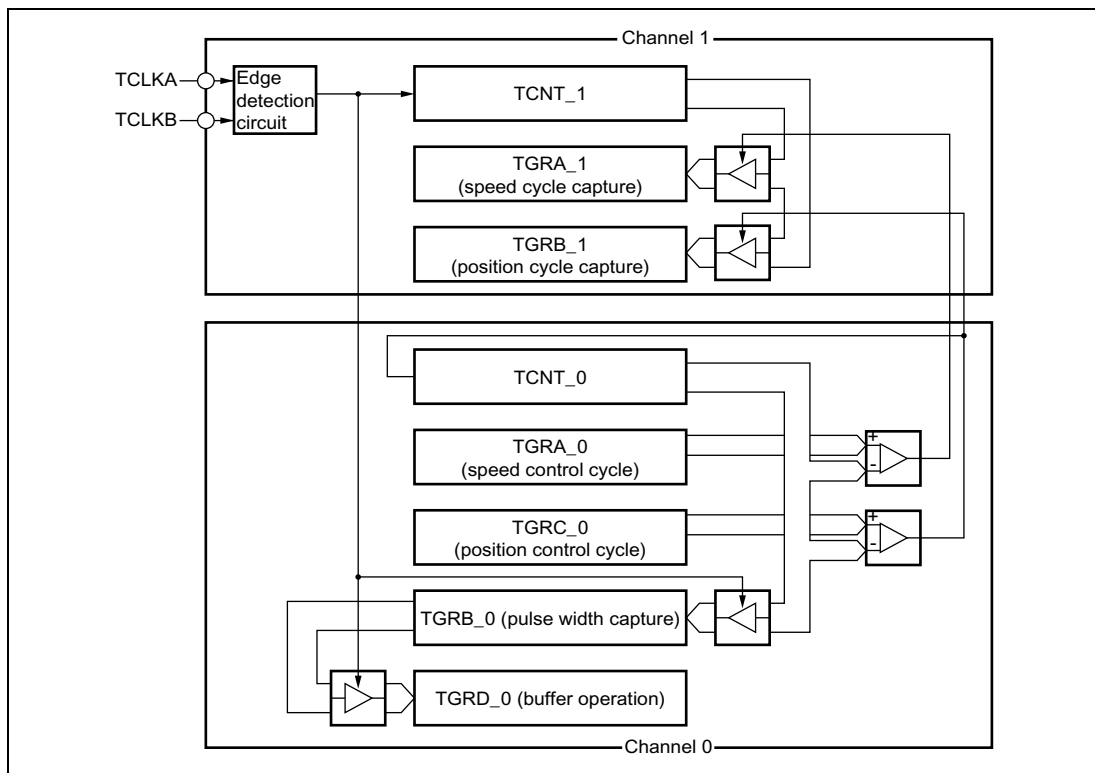 Channel 1
TCLKA
TCLKB
Edge
detection
circuit
TCNT_1
TGRA_1
(speed cycle capture)
TGRB_1
(position cycle capture)
TCNT_0
TGRA_0
(speed control cycle)
+
-
TGRC_0
(position control cycle)
+
-
TGRB_0 (pulse width capture)
TGRD_0 (buffer operation)
Channel 0